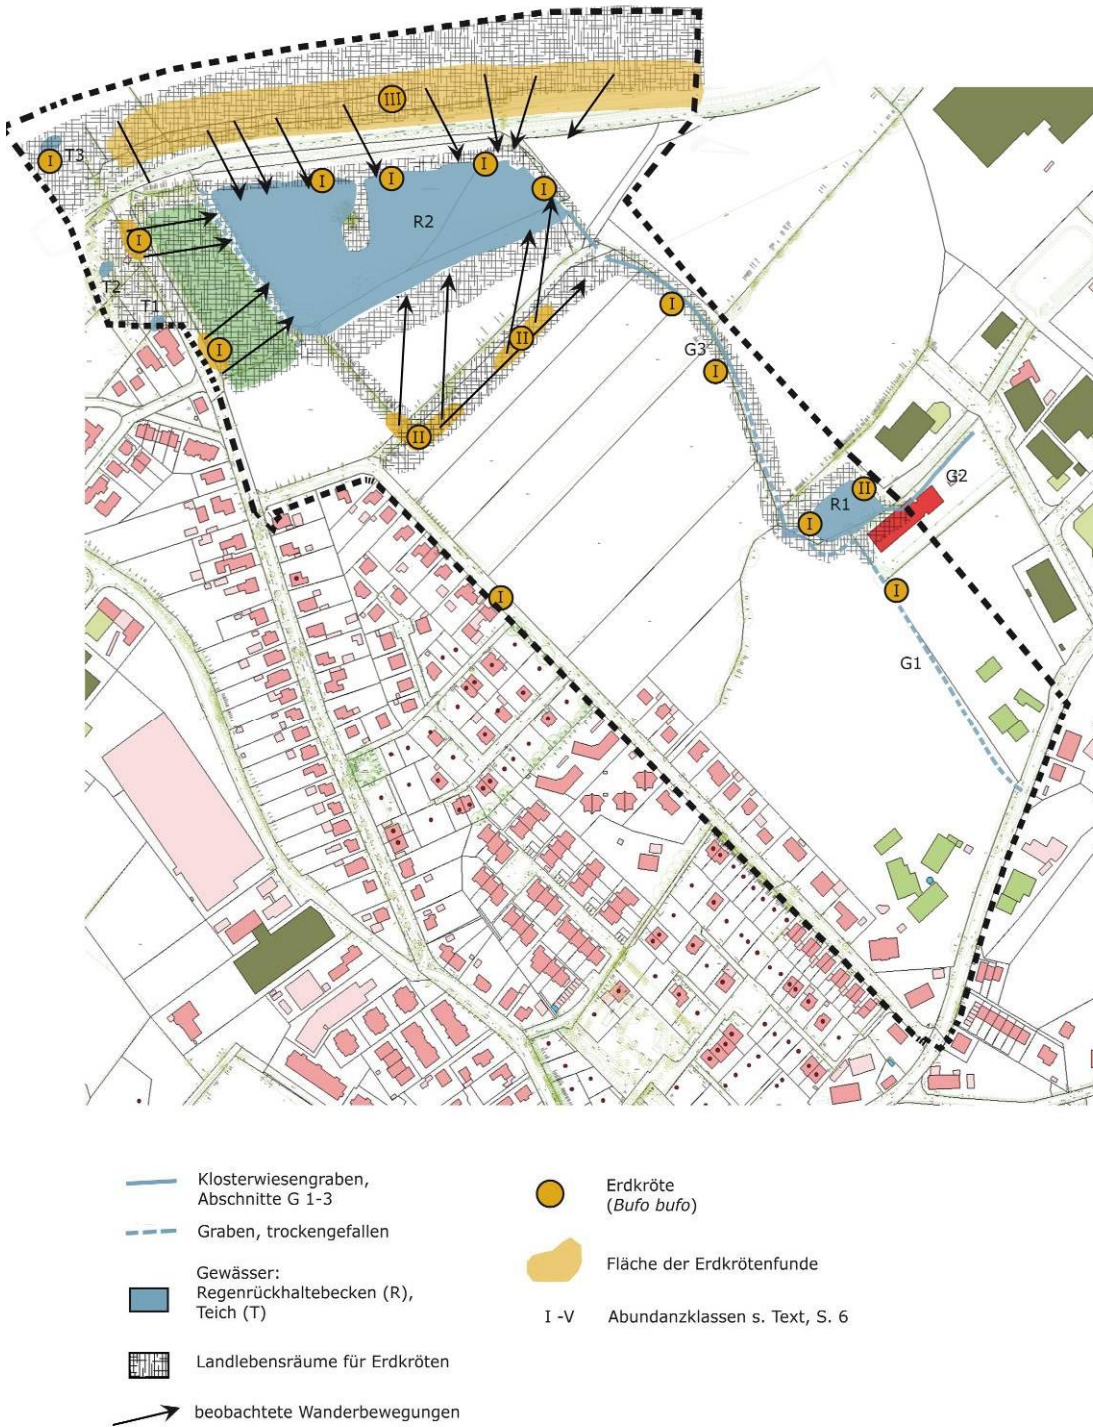 III
I
T3
I
I
I
I
R2
I
T2
T1
I
I
II
G3
I
II
G2
II
R1
I
I
I
G1
Klosterwiesengraben,
Abschnitte G 1-3
Graben, trockengefallen
Gewässer:
Regenrückhaltebecken (R),
Teich (T)
Landlebensräume für Erdkröten
beobachtete Wanderbewegungen
Erdkröte
(Bufo bufo)
Fläche der Erdkrötenfunde
I -V Abundanzklassen s. Text, S. 6